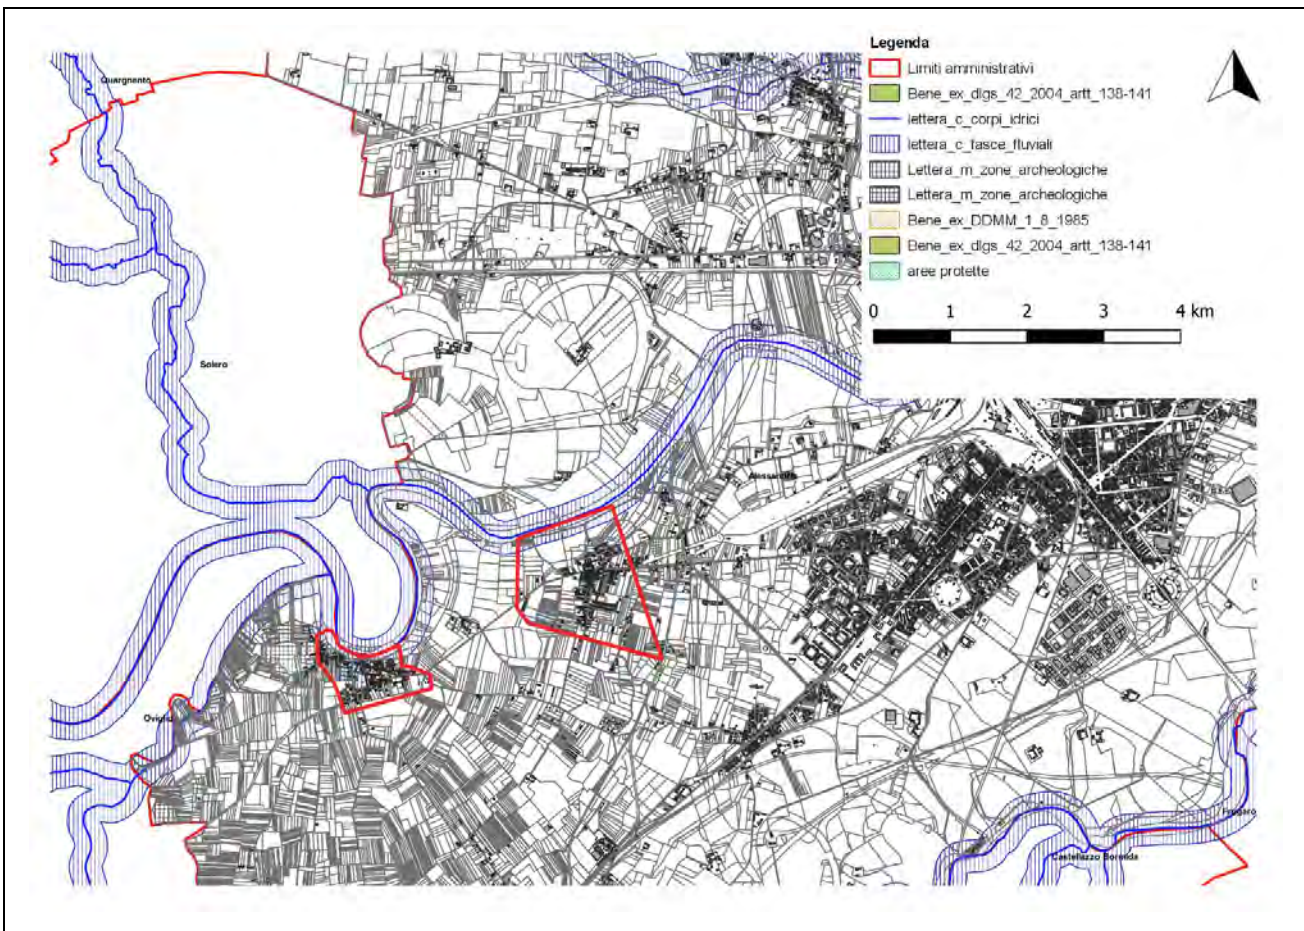 Legenda
Limiti amministrativi
Bene_ex_dlgs_42_2004_artt_138-141
lettera_c_corpi_idrici
lettera_c_fasce_fluviali
Lettera_m_zone_archeologiche
Lettera_m_zone_archeologiche
Bene_ex_DDMM_1_8_1985
Bene_ex_dlgs_42_2004_artt_138-141
aree protette
0 1 2 3 4 km
Quargnento
Solero
Alessandria
Oviglio
Frugaro
Castellazzo Bormida